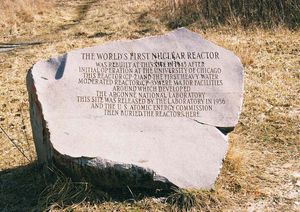 THE WORLD'S FIRST NUCLEAR REACTOR
WAS REBUILT AT THIS SITE IN 1943 AFTER
INITIAL OPERATION AT THE UNIVERSITY OF CHICAGO
THIS REACTOR (CP-2) AND THE FIRST HEAVY WATER
MODERATED REACTOR (CP-3) WERE MAJOR FACILITIES
AROUND WHICH DEVELOPED
THE ARGONNE NATIONAL LABORATORY
THIS SITE WAS RELEASED BY THE LABORATORY IN 1956
AND THE U.S. ATOMIC ENERGY COMMISSION
THEN BURIED THE REACTORS HERE.